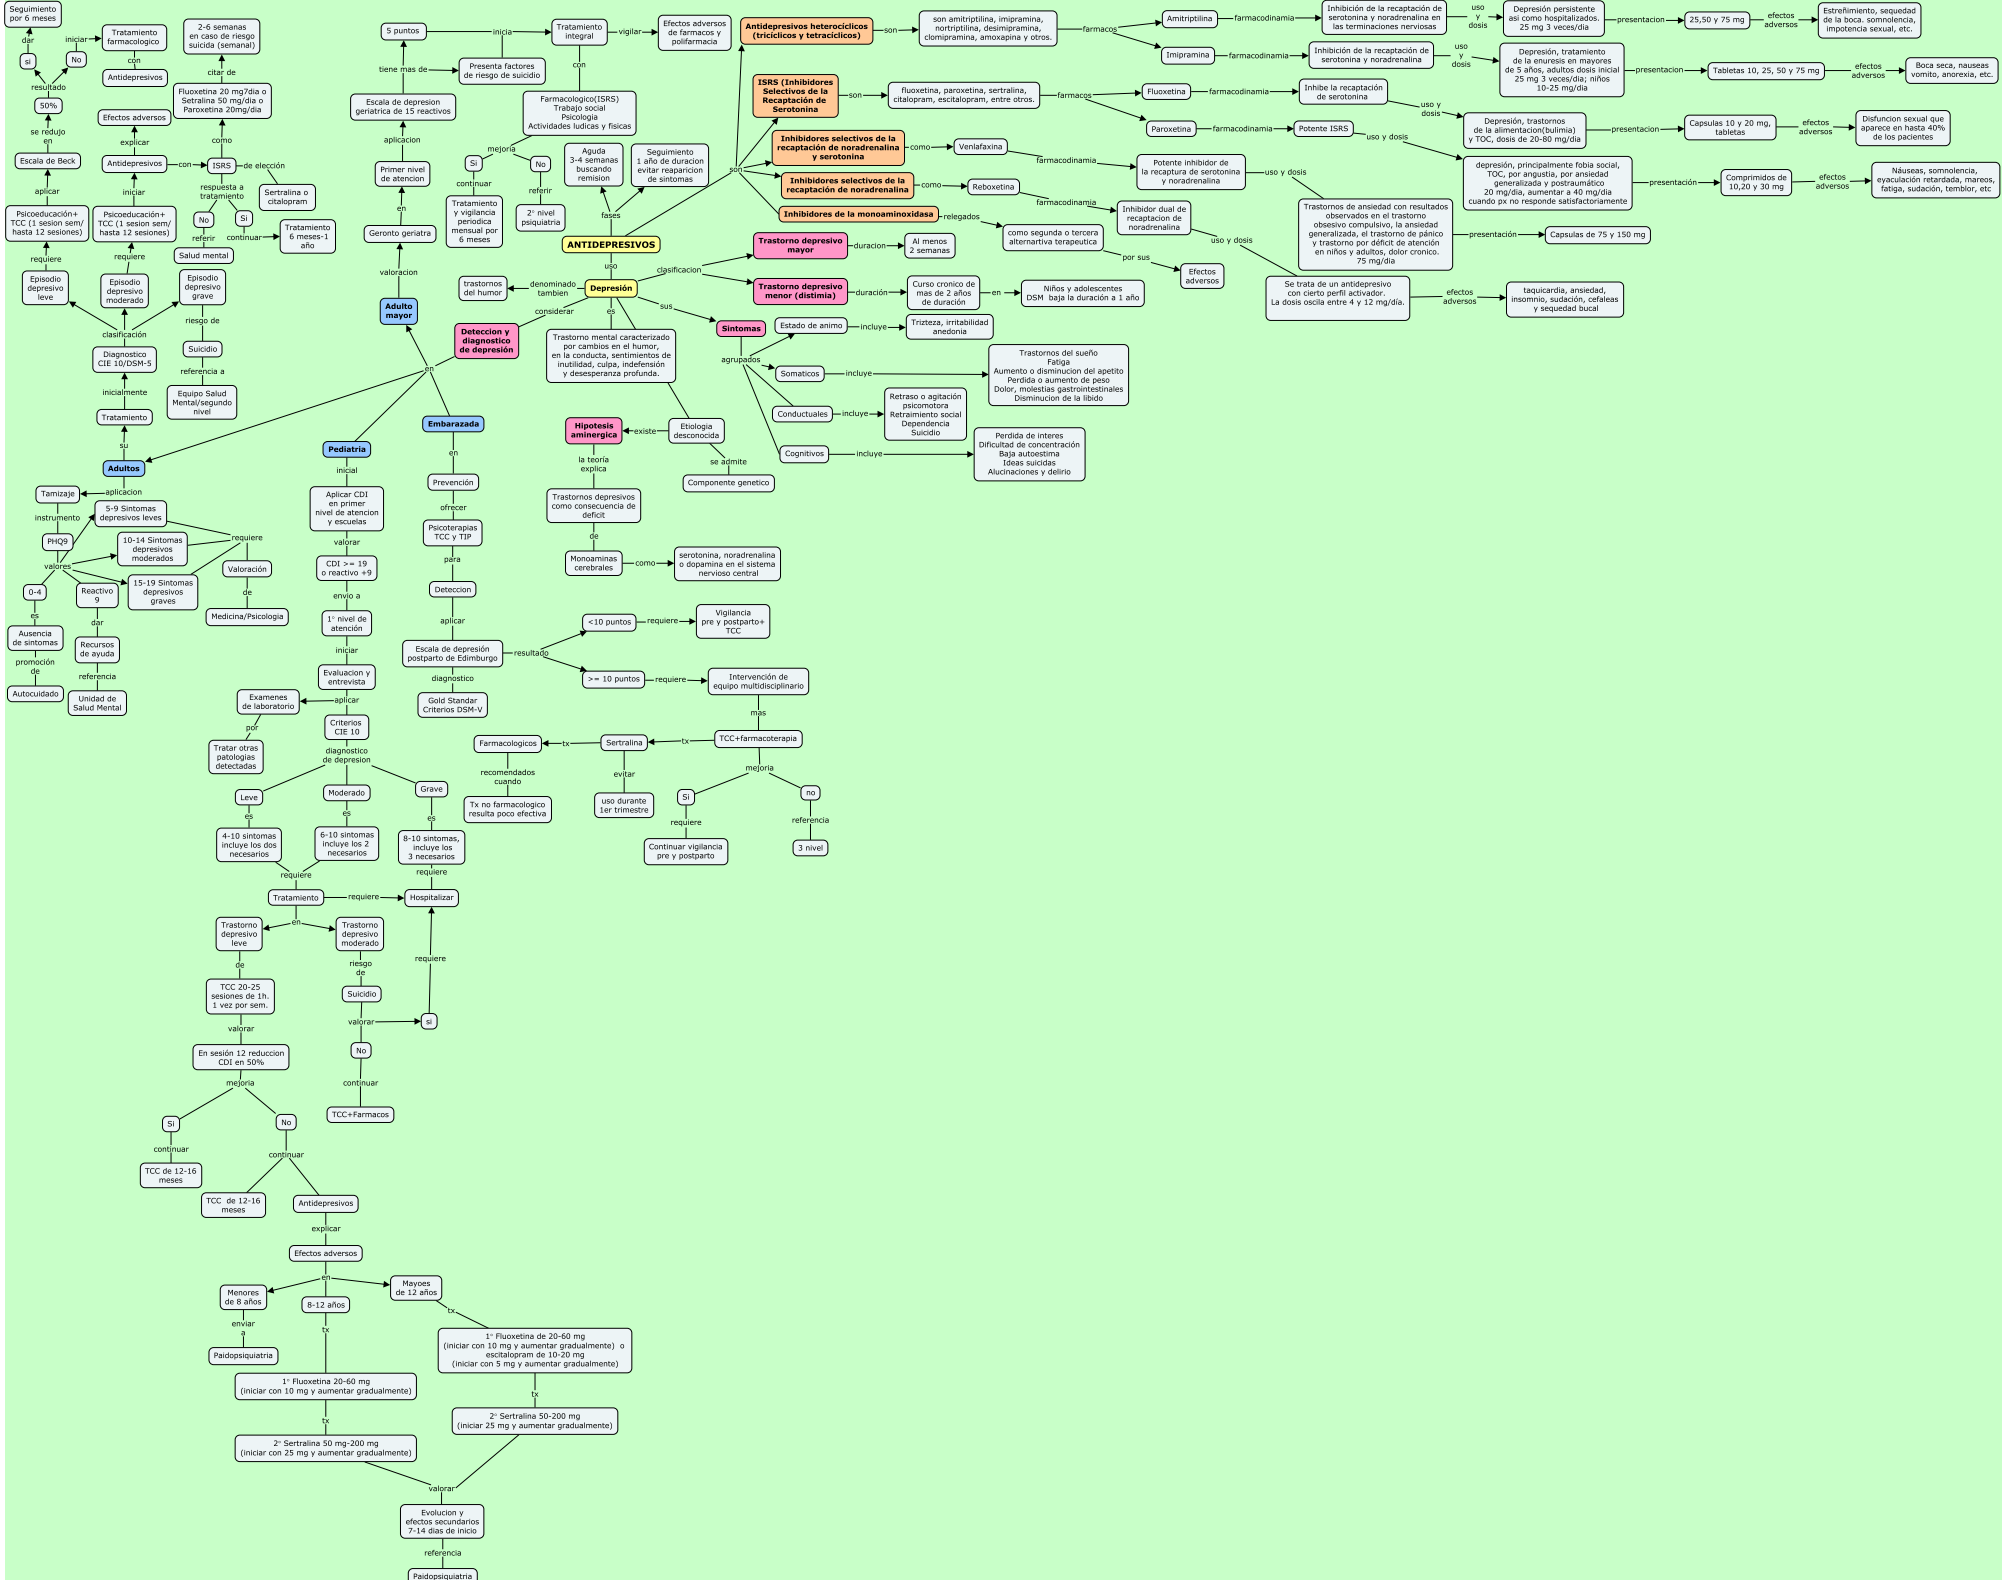 Seguimiento
por 6 meses
dar
si
iniciar
No
resultado
50%
se redujo
en
Escala de Beck
aplicar
Psicoeducación+
TCC (1 sesion sem/
hasta 12 sesiones)
requiere
Episodio
depresivo
leve
Tratamiento
farmacologico
con
Antidepresivos
Efectos adversos
explicar
Antidepresivos
iniciar
Psicoeducación+
TCC (1 sesion sem/
hasta 12 sesiones)
requiere
Episodio
depresivo
moderado
2-6 semanas
en caso de riesgo
suicida (semanal)
citar de
Fluoxetina 20 mg7dia o
Setralina 50 mg/dia o
Paroxetina 20mg/dia
como
con
ISRS
de elección
Sertralina o
citalopram
respuesta a
tratamiento
No
Si
continuar
Tratamiento
6 meses-1
año
referir
Salud mental
Episodio
depresivo
grave
riesgo de
Suicidio
referencia a
Equipo Salud
Mental/segundo
nivel
clasificación
Diagnostico
CIE 10/DSM-5
inicialmente
Tratamiento
su
Adultos
aplicacion
Tamizaje
instrumento
PHQ9
valores
5-9 Sintomas
depresivos leves
10-14 Sintomas
depresivos
moderados
15-19 Sintomas
depresivos
graves
requiere
Valoración
de
Medicina/Psicologia
0-4
es
Ausencia
de sintomas
promoción
de
Autocuidado
Reactivo
9
dar
Recursos
de ayuda
referencia
Unidad de
Salud Mental
5 puntos
inicia
Tratamiento
integral
vigilar
Efectos adversos
de farmacos y
polifarmacia
tiene mas de
Presenta factores
de riesgo de suicidio
con
Escala de depresion
geriatrica de 15 reactivos
Farmacologico(ISRS)
Trabajo social
Psicologia
Actividades ludicas y fisicas
aplicacion
mejoria
Si
No
continuar
referir
Primer nivel
de atencion
Tratamiento
y vigilancia
periodica
mensual por
6 meses
2° nivel
psiquiatria
en
Geronto geriatra
valoracion
Adulto
mayor
Aguda
3-4 semanas
buscando
remision
Seguimiento
1 año de duracion
evitar reaparicion
de sintomas
fases
ANTIDEPRESIVOS
uso
Depresión
denominado
tambien
trastornos
del humor
considerar
Deteccion y
diagnostico
de depresión
en
es
Trastorno mental caracterizado
por cambios en el humor,
en la conducta, sentimientos de
inutilidad, culpa, indefensión
y desesperanza profunda.
Etiologia
desconocida
existe
Hipotesis
aminergica
se admite
Componente genetico
la teoría
explica
Trastornos depresivos
como consecuencia de
deficit
de
Monoaminas
cerebrales
como
serotonina, noradrenalina
o dopamina en el sistema
nervioso central
clasificacion
Trastorno depresivo
mayor
duracion
Al menos
2 semanas
Trastorno depresivo
menor (distimia)
duración
Curso cronico de
mas de 2 años
de duración
en
Niños y adolescentes
DSM  baja la duración a 1 año
sus
Sintomas
agrupados
Estado de animo
incluye
Trizteza, irritabilidad
anedonia
Somaticos
incluye
Trastornos del sueño
Fatiga
Aumento o disminucion del apetito
Perdida o aumento de peso
Dolor, molestias gastrointestinales
Disminucion de la libido
Conductuales
incluye
Retraso o agitación
psicomotora
Retraimiento social
Dependencia
Suicidio
Cognitivos
incluye
Perdida de interes
Dificultad de concentración
Baja autoestima
Ideas suicidas
Alucinaciones y delirio
son
Antidepresivos heterocíclicos
(tricíclicos y tetracíclicos)
son
son amitriptilina, imipramina,
nortriptilina, desimipramina,
clomipramina, amoxapina y otros.
farmacos
Amitriptilina
farmacodinamia
Inhibición de la recaptación de
serotonina y noradrenalina en
las terminaciones nerviosas
uso
y
dosis
Depresión persistente
asi como hospitalizados.
25 mg 3 veces/dia
presentacion
25,50 y 75 mg
efectos
adversos
Estreñimiento, sequedad
de la boca. somnolencia,
impotencia sexual, etc.
Imipramina
farmacodinamia
Inhibición de la recaptación de
serotonina y noradrenalina
uso
y
dosis
Depresión, tratamiento
de la enuresis en mayores
de 5 años, adultos dosis inicial
25 mg 3 veces/dia; niños
10-25 mg/dia
presentacion
Tabletas 10, 25, 50 y 75 mg
efectos
adversos
Boca seca, nauseas
vomito, anorexia, etc.
ISRS (Inhibidores
Selectivos de la
Recaptación de
Serotonina
son
fluoxetina, paroxetina, sertralina,
citalopram, escitalopram, entre otros.
farmacos
Fluoxetina
farmacodinamia
Inhibe la recaptación
de serotonina
uso y
dosis
Depresión, trastornos
de la alimentacion(bulimia)
y TOC, dosis de 20-80 mg/dia
presentacion
Capsulas 10 y 20 mg,
tabletas
efectos
adversos
Disfuncion sexual que
aparece en hasta 40%
de los pacientes
Paroxetina
farmacodinamia
Potente ISRS
uso y dosis
depresión, principalmente fobia social,
TOC, por angustia, por ansiedad
generalizada y postraumático
20 mg/dia, aumentar a 40 mg/dia
cuando px no responde satisfactoriamente
presentación
Comprimidos de
10,20 y 30 mg
efectos
adversos
Náuseas, somnolencia,
eyaculación retardada, mareos,
fatiga, sudación, temblor, etc
Inhibidores selectivos de la
recaptación de noradrenalina
y serotonina
como
Venlafaxina
farmacodinamia
Potente inhibidor de
la recaptura de serotonina
y noradrenalina
uso y dosis
Trastornos de ansiedad con resultados
observados en el trastorno
obsesivo compulsivo, la ansiedad
generalizada, el trastorno de pánico
y trastorno por déficit de atención
en niños y adultos, dolor cronico.
75 mg/dia
presentación
Capsulas de 75 y 150 mg
Inhibidores selectivos de la
recaptación de noradrenalina
como
Reboxetina
farmacodinamia
Inhibidor dual de
recaptacion de
noradrenalina
uso y dosis
Se trata de un antidepresivo
con cierto perfil activador.
La dosis oscila entre 4 y 12 mg/día.
efectos
adversos
taquicardia, ansiedad,
insomnio, sudación, cefaleas
y sequedad bucal
Inhibidores de la monoaminoxidasa
relegados
como segunda o tercera
alternartiva terapeutica
por sus
Efectos
adversos
Pediatria
inicial
Aplicar CDI
en primer
nivel de atencion
y escuelas
valorar
CDI >= 19
o reactivo +9
envio a
1° nivel de
atención
iniciar
Evaluacion y
entrevista
aplicar
Examenes
de laboratorio
por
Tratar otras
patologias
detectadas
Criterios
CIE 10
diagnostico
de depresion
Leve
es
4-10 sintomas
incluye los dos
necesarios
Moderado
es
6-10 sintomas
incluye los 2
necesarios
Grave
es
8-10 sintomas,
incluye los
3 necesarios
requiere
requiere
Tratamiento
requiere
Hospitalizar
en
Trastorno
depresivo
leve
Trastorno
depresivo
moderado
de
riesgo
de
requiere
TCC 20-25
sesiones de 1h.
1 vez por sem.
Suicidio
valorar
valorar
si
En sesión 12 reduccion
CDI en 50%
No
mejoria
continuar
TCC+Farmacos
Si
No
continuar
continuar
TCC de 12-16
meses
TCC  de 12-16
meses
Antidepresivos
explicar
Efectos adversos
en
Menores
de 8 años
8-12 años
Mayoes
de 12 años
enviar
a
Paidopsiquiatria
tx
tx
1° Fluoxetina de 20-60 mg
(iniciar con 10 mg y aumentar gradualmente)  o
escitalopram de 10-20 mg
(iniciar con 5 mg y aumentar gradualmente)
1° Fluoxetina 20-60 mg
(iniciar con 10 mg y aumentar gradualmente)
tx
tx
2° Sertralina 50-200 mg
(iniciar 25 mg y aumentar gradualmente)
2° Sertralina 50 mg-200 mg
(iniciar con 25 mg y aumentar gradualmente)
valorar
Evolucion y
efectos secundarios
7-14 dias de inicio
referencia
Paidopsiquiatria
Embarazada
en
Prevención
ofrecer
Psicoterapias
TCC y TIP
para
Deteccion
aplicar
Escala de depresión
postparto de Edimburgo
diagnostico
Gold Standar
Criterios DSM-V
resultado
<10 puntos
requiere
Vigilancia
pre y postparto+
TCC
>= 10 puntos
requiere
Intervención de
equipo multidisciplinario
mas
TCC+farmacoterapia
tx
Sertralina
tx
Farmacologicos
recomendados
cuando
Tx no farmacologico
resulta poco efectiva
evitar
uso durante
1er trimestre
mejoria
Si
requiere
Continuar vigilancia
pre y postparto
no
referencia
3 nivel